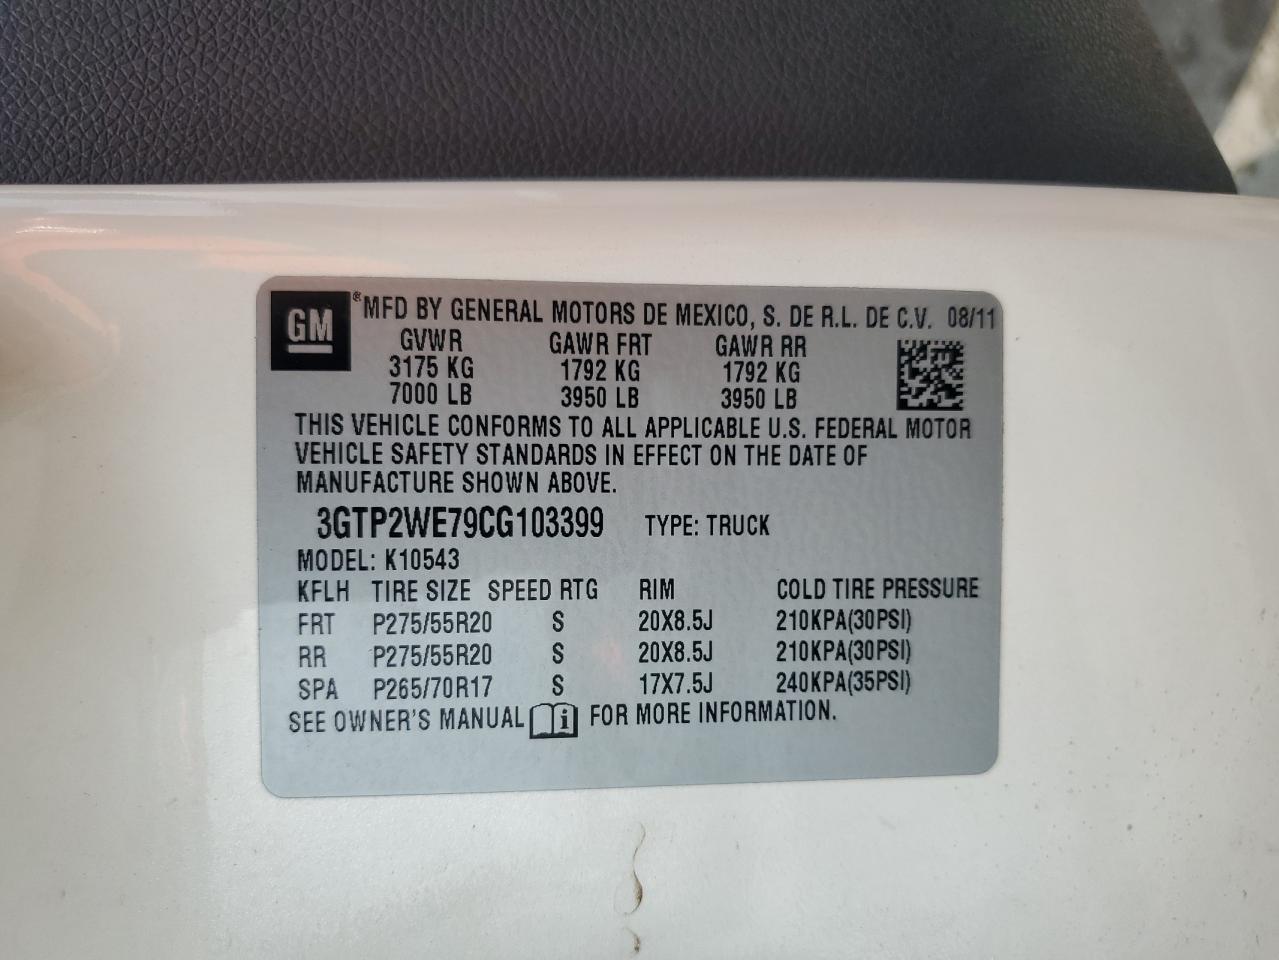 GM ® MFD BY GENERAL MOTORS DE MEXICO, S. DE R.L. DE C.V. 08/11
GVWR GAWR FRT GAWR RR
3175 KG 1792 KG 1792 KG
7000 LB 3950 LB 3950 LB
THIS VEHICLE CONFORMS TO ALL APPLICABLE U.S. FEDERAL MOTOR
VEHICLE SAFETY STANDARDS IN EFFECT ON THE DATE OF
MANUFACTURE SHOWN ABOVE.
3GTP2WE79CG103399 TYPE: TRUCK
MODEL: K10543
KFLH TIRE SIZE SPEED RTG RIM COLD TIRE PRESSURE
FRT P275/55R20 S 20X8.5J 210KPA(30PSI)
RR P275/55R20 S 20X8.5J 210KPA(30PSI)
SPA P265/70R17 S 17X7.5J 240KPA(35PSI)
SEE OWNER'S MANUAL i FOR MORE INFORMATION.